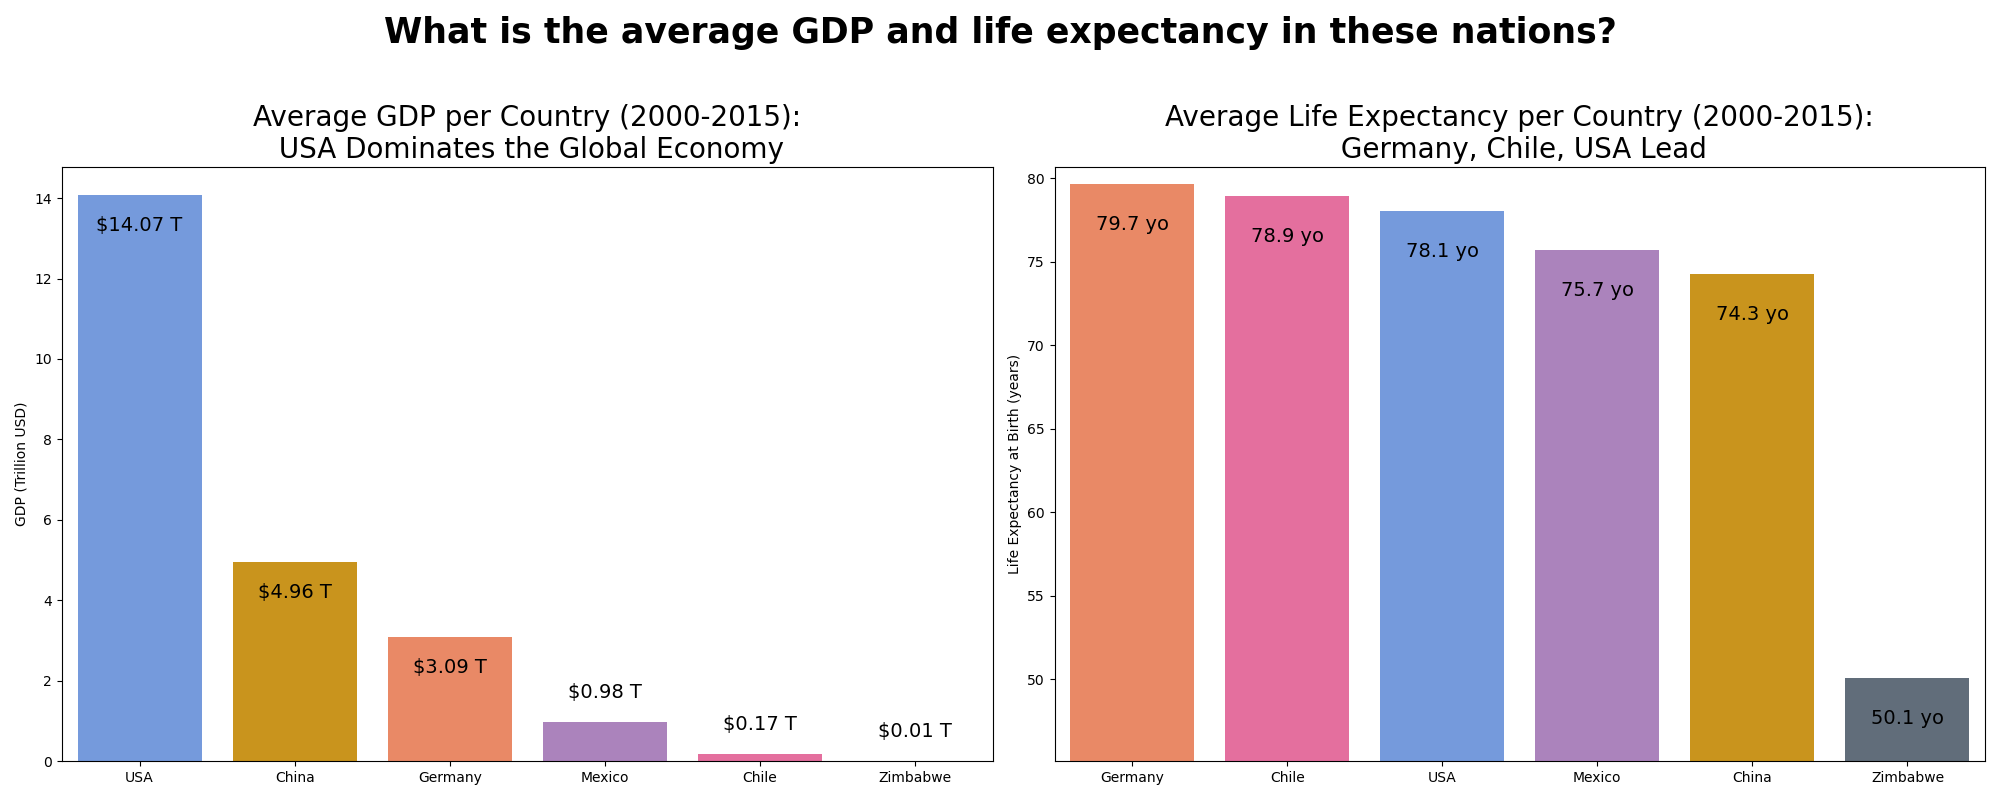 What is the average GDP and life expectancy in these nations?
Average GDP per Country (2000-2015):
USA Dominates the Global Economy
GDP (Trillion USD)
14
12
10
8
6
4
2
0
$14.07 T
$4.96 T
$3.09 T
$0.98 T
$0.17 T
$0.01 T
USA
China
Germany
Mexico
Chile
Zimbabwe
Average Life Expectancy per Country (2000-2015):
Germany, Chile, USA Lead
Life Expectancy at Birth (years)
80
75
70
65
60
55
50
79.7 yo
78.9 yo
78.1 yo
75.7 yo
74.3 yo
50.1 yo
Germany
Chile
USA
Mexico
China
Zimbabwe